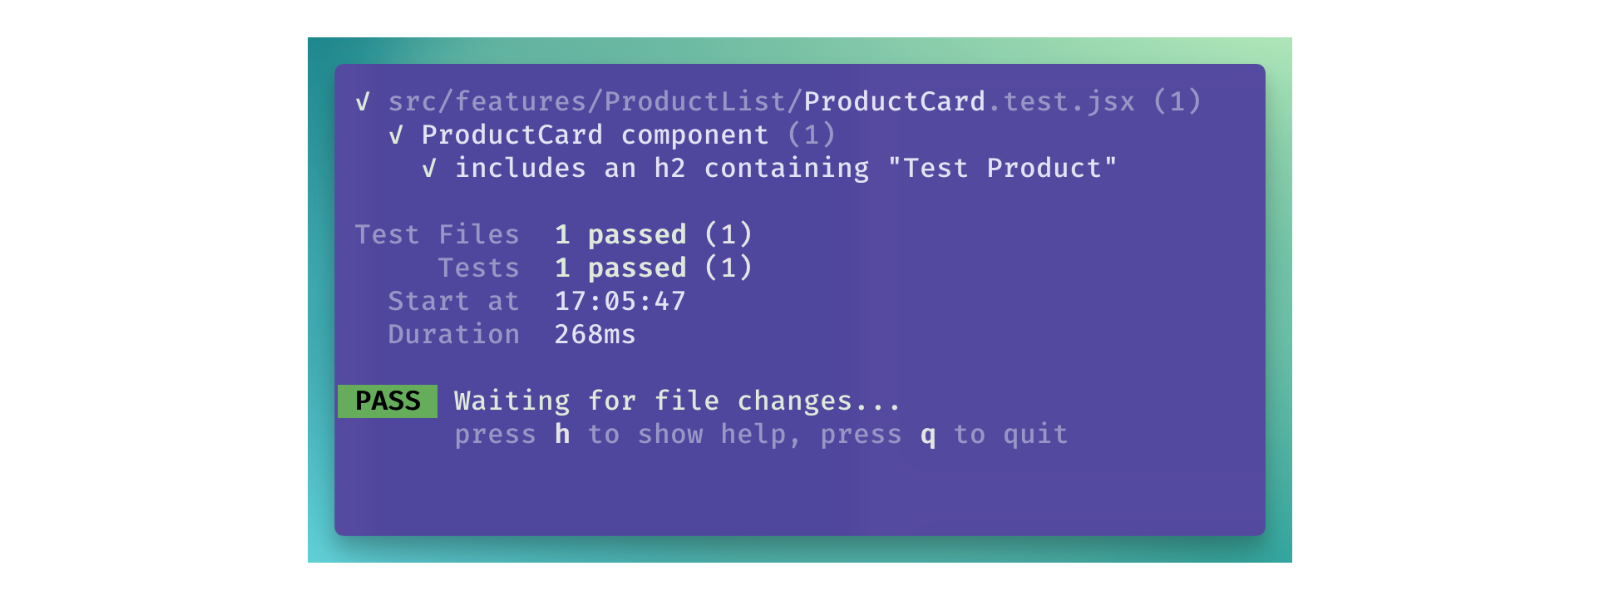 √ src/features/ProductList/ProductCard.test.jsx (1)
√ ProductCard component (1)
√ includes an h2 containing "Test Product"
Test Files 1 passed (1)
Tests 1 passed (1)
Start at 17:05:47
Duration 268ms
PASS Waiting for file changes...
press h to show help, press q to quit